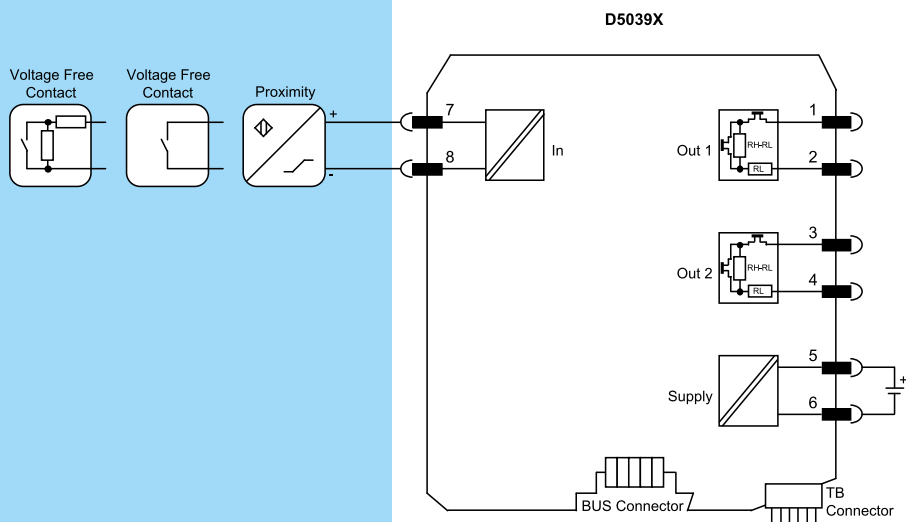 D5039X
Voltage Free
Contact
Voltage Free
Contact
Proximity
+
-
7
8
In
Out 1
RH-RL
RL
1
2
Out 2
RH-RL
RL
3
4
Supply
5
6
+
BUS Connector
TB
Connector